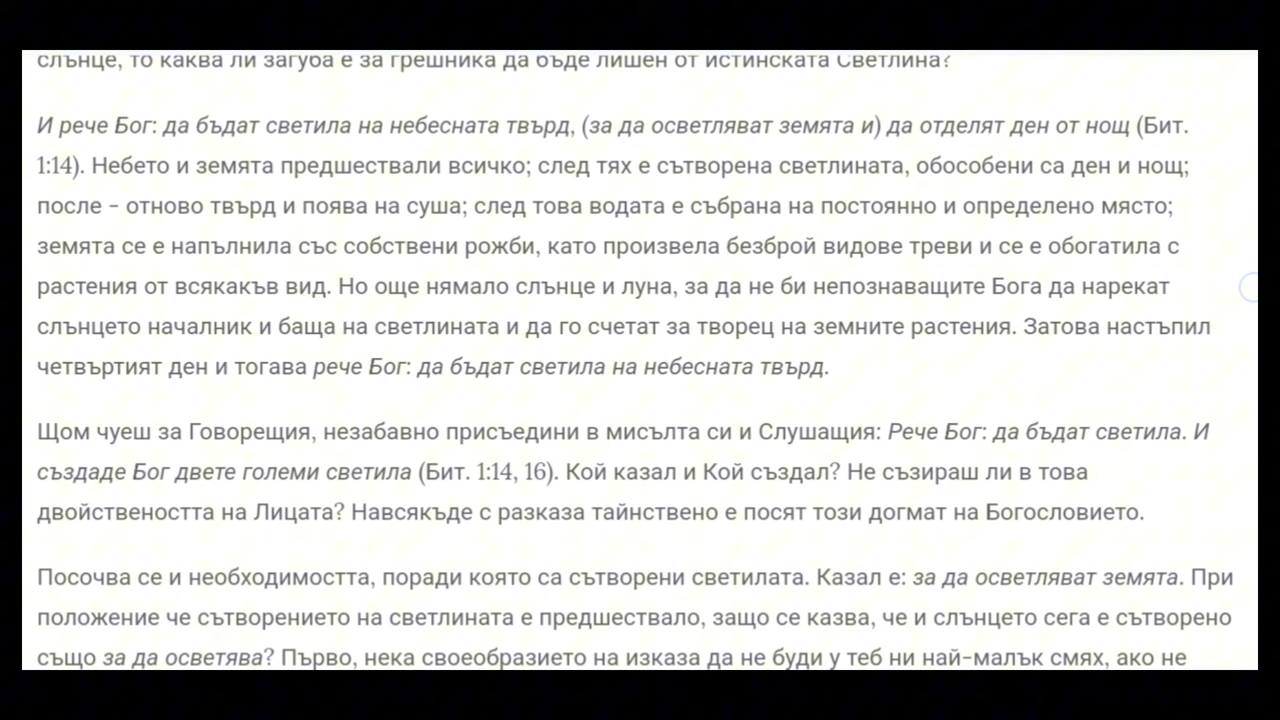 слънце, то каква ли загуба е за грешника да бъде лишен от истинската Светлина?
И рече Бог: да бъдат светила на небесната твърд, (за да осветляват земята и) да отделят ден от нощ (Бит.
1:14). Небето и земята предшествали всичко; след тях е сътворена светлината, обособени са ден и нощ;
после – отново твърд и поява на суша; след това водата е събрана на постоянно и определено място;
земята се е напълнила със собствени рожби, като произвела безброй видове треви и се е обогатила с
растения от всякакъв вид. Но още нямало слънце и луна, за да не би непознаващите Бога да нарекат
слънцето началник и баща на светлината и да го счетат за творец на земните растения. Затова настъпил
четвъртият ден и тогава рече Бог: да бъдат светила на небесната твърд.
Щом чуеш за Говорещия, незабавно присъедини в мисълта си и Слушащия: Рече Бог: да бъдат светила. И
създаде Бог двете големи светила (Бит. 1:14, 16). Кой казал и Кой създал? Не съзираш ли в това
двойствеността на Лицата? Навсякъде с разказа тайнствено е посят този догмат на Богословието.
Посочва се и необходимостта, поради която са сътворени светилата. Казал е: за да осветляват земята. При
положение че сътворението на светлината е предшествало, защо се казва, че и слънцето сега е сътворено
също за да осветява? Първо, нека своеобразието на изказа да не буди у теб ни най-малък смях, ако не